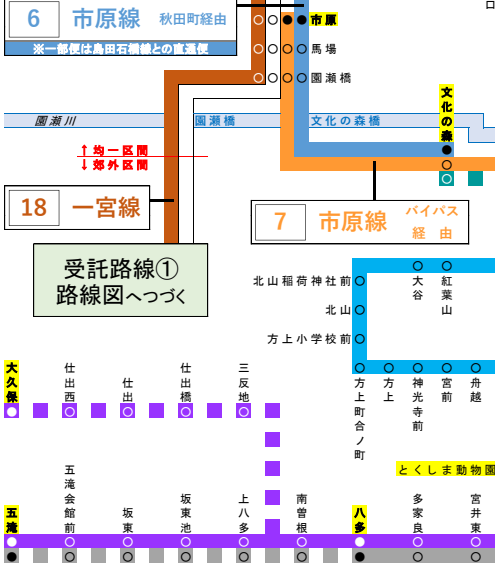 6 市原線 秋田町経由
※一部便は島田石橋線との直通便
市原
馬場
園瀬橋
園瀬川
園瀬橋
文化の森橋
文化の森
↑均一区間
↓郊外区間
18 一宮線
7 市原線 バイパス
経由
受託路線①
路線図へつづく
北山稲荷神社前
北山
方上小学校前
大谷
紅葉山
大久保
仕出西
仕出
仕出橋
三反地
方上町合ノ町
方上
神光寺前
宮前
舟越
とくしま動物園
五滝
五滝会館前
坂東
坂東池
上八多
南曽根
八多
多家良
宮井東